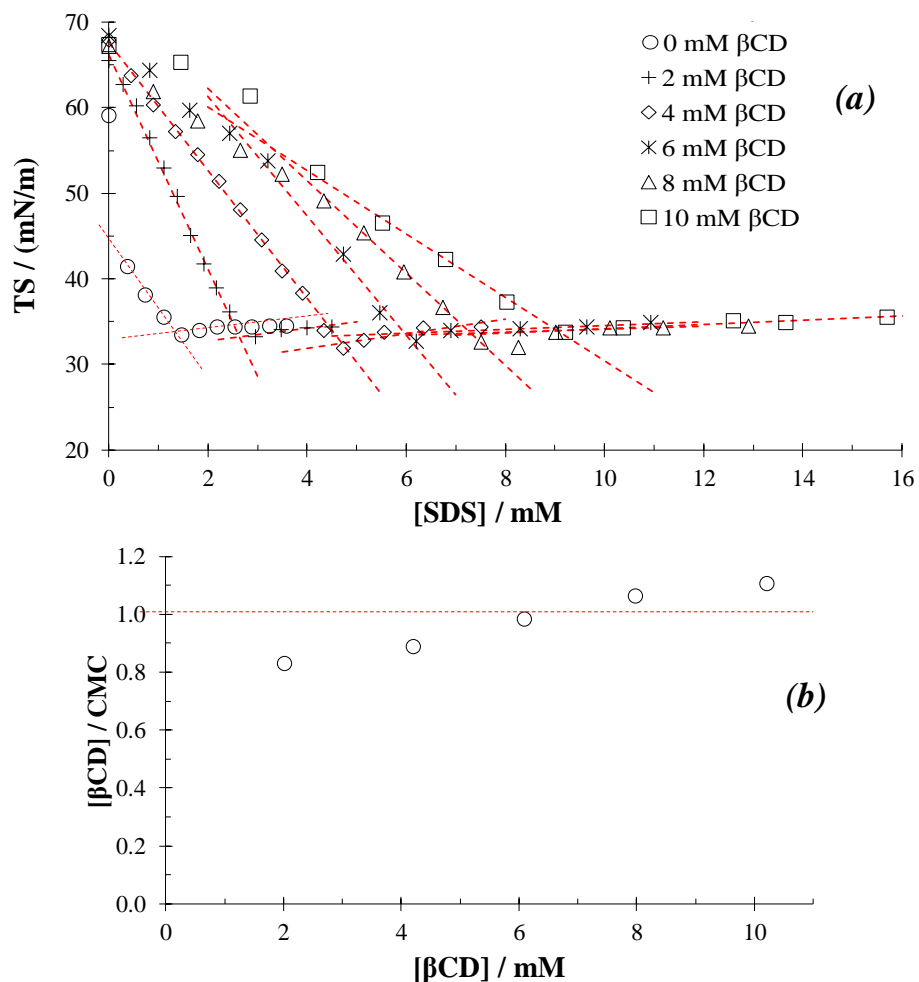 70
60
50
40
30
20
TS / (mN/m)
0 mM βCD
2 mM βCD
4 mM βCD
6 mM βCD
8 mM βCD
10 mM βCD
(a)
0 2 4 6 8 10 12 14 16
[SDS] / mM
1.2
1.0
0.8
0.6
0.4
0.2
0.0
[βCD] / CMC
(b)
0 2 4 6 8 10
[βCD] / mM